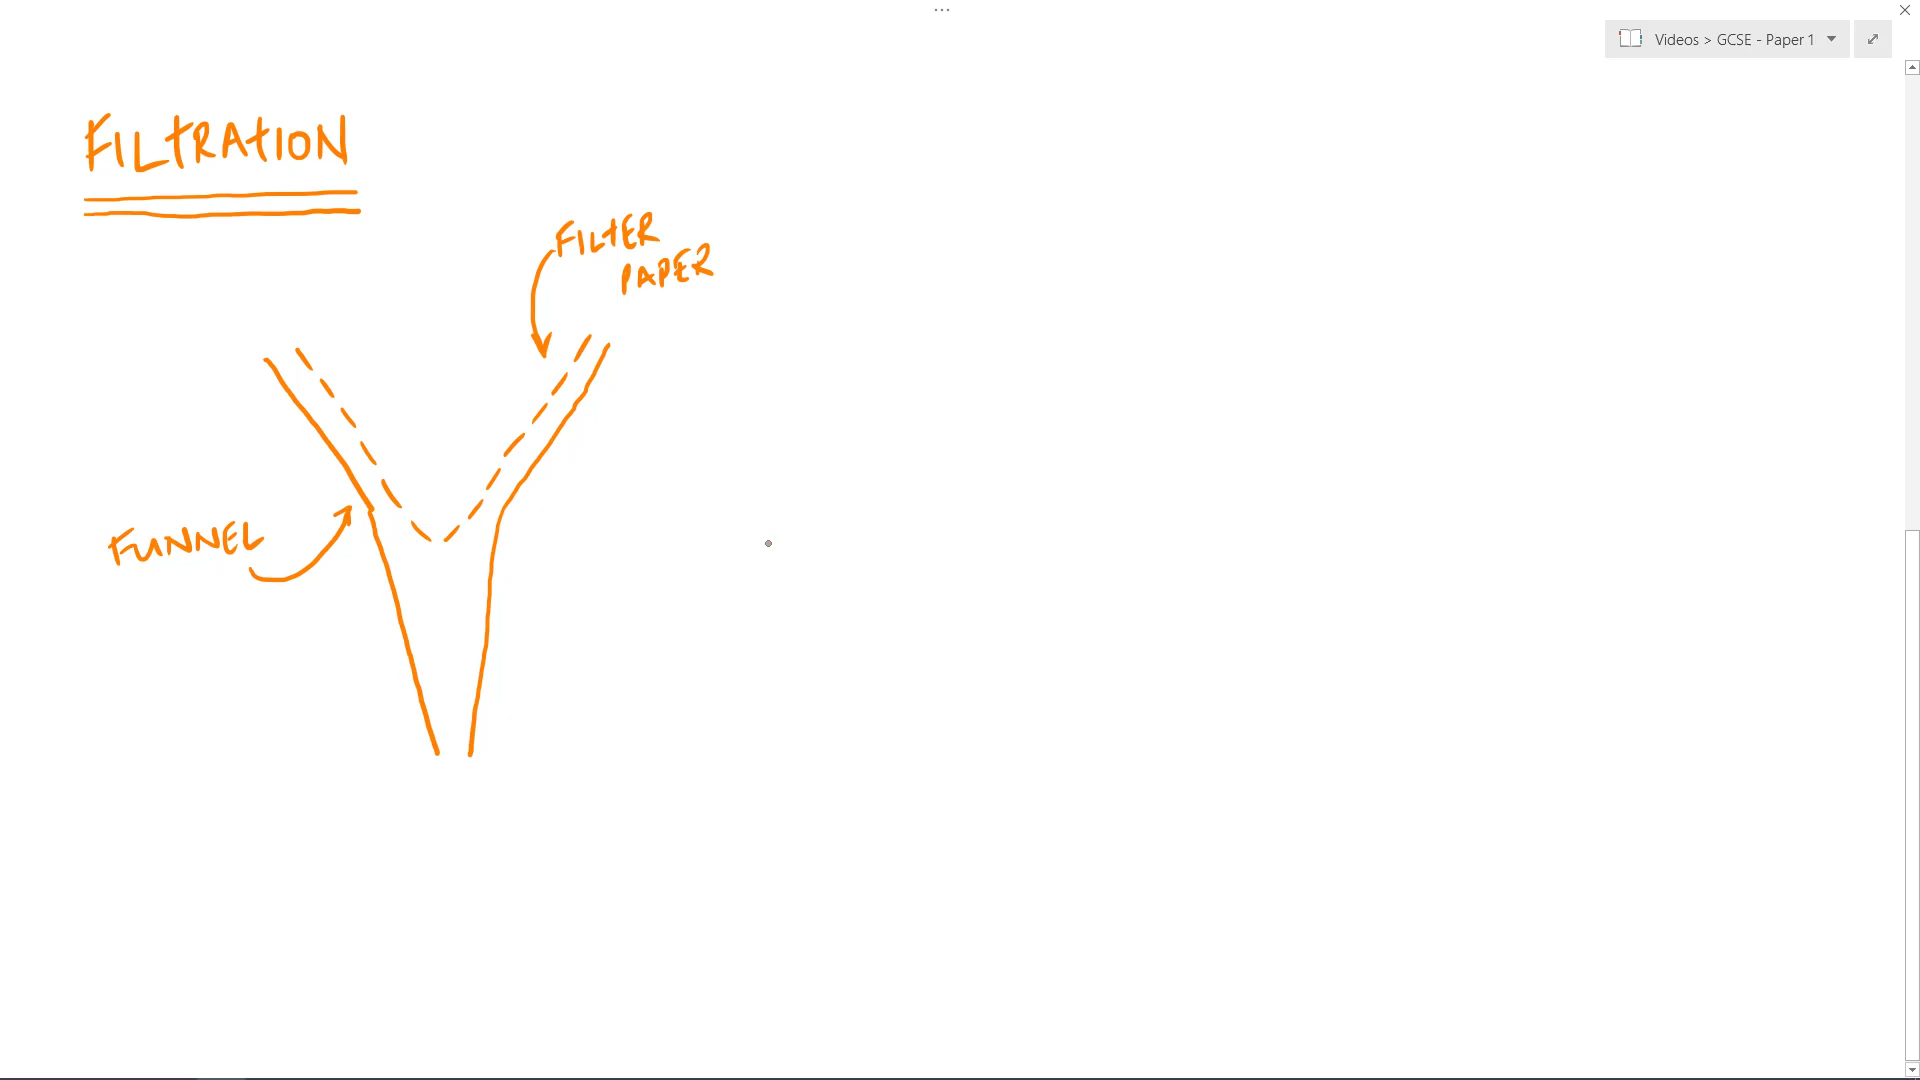 Videos > GCSE - Paper 1
FILTRATION
FILTER
PAPER
FUNNEL